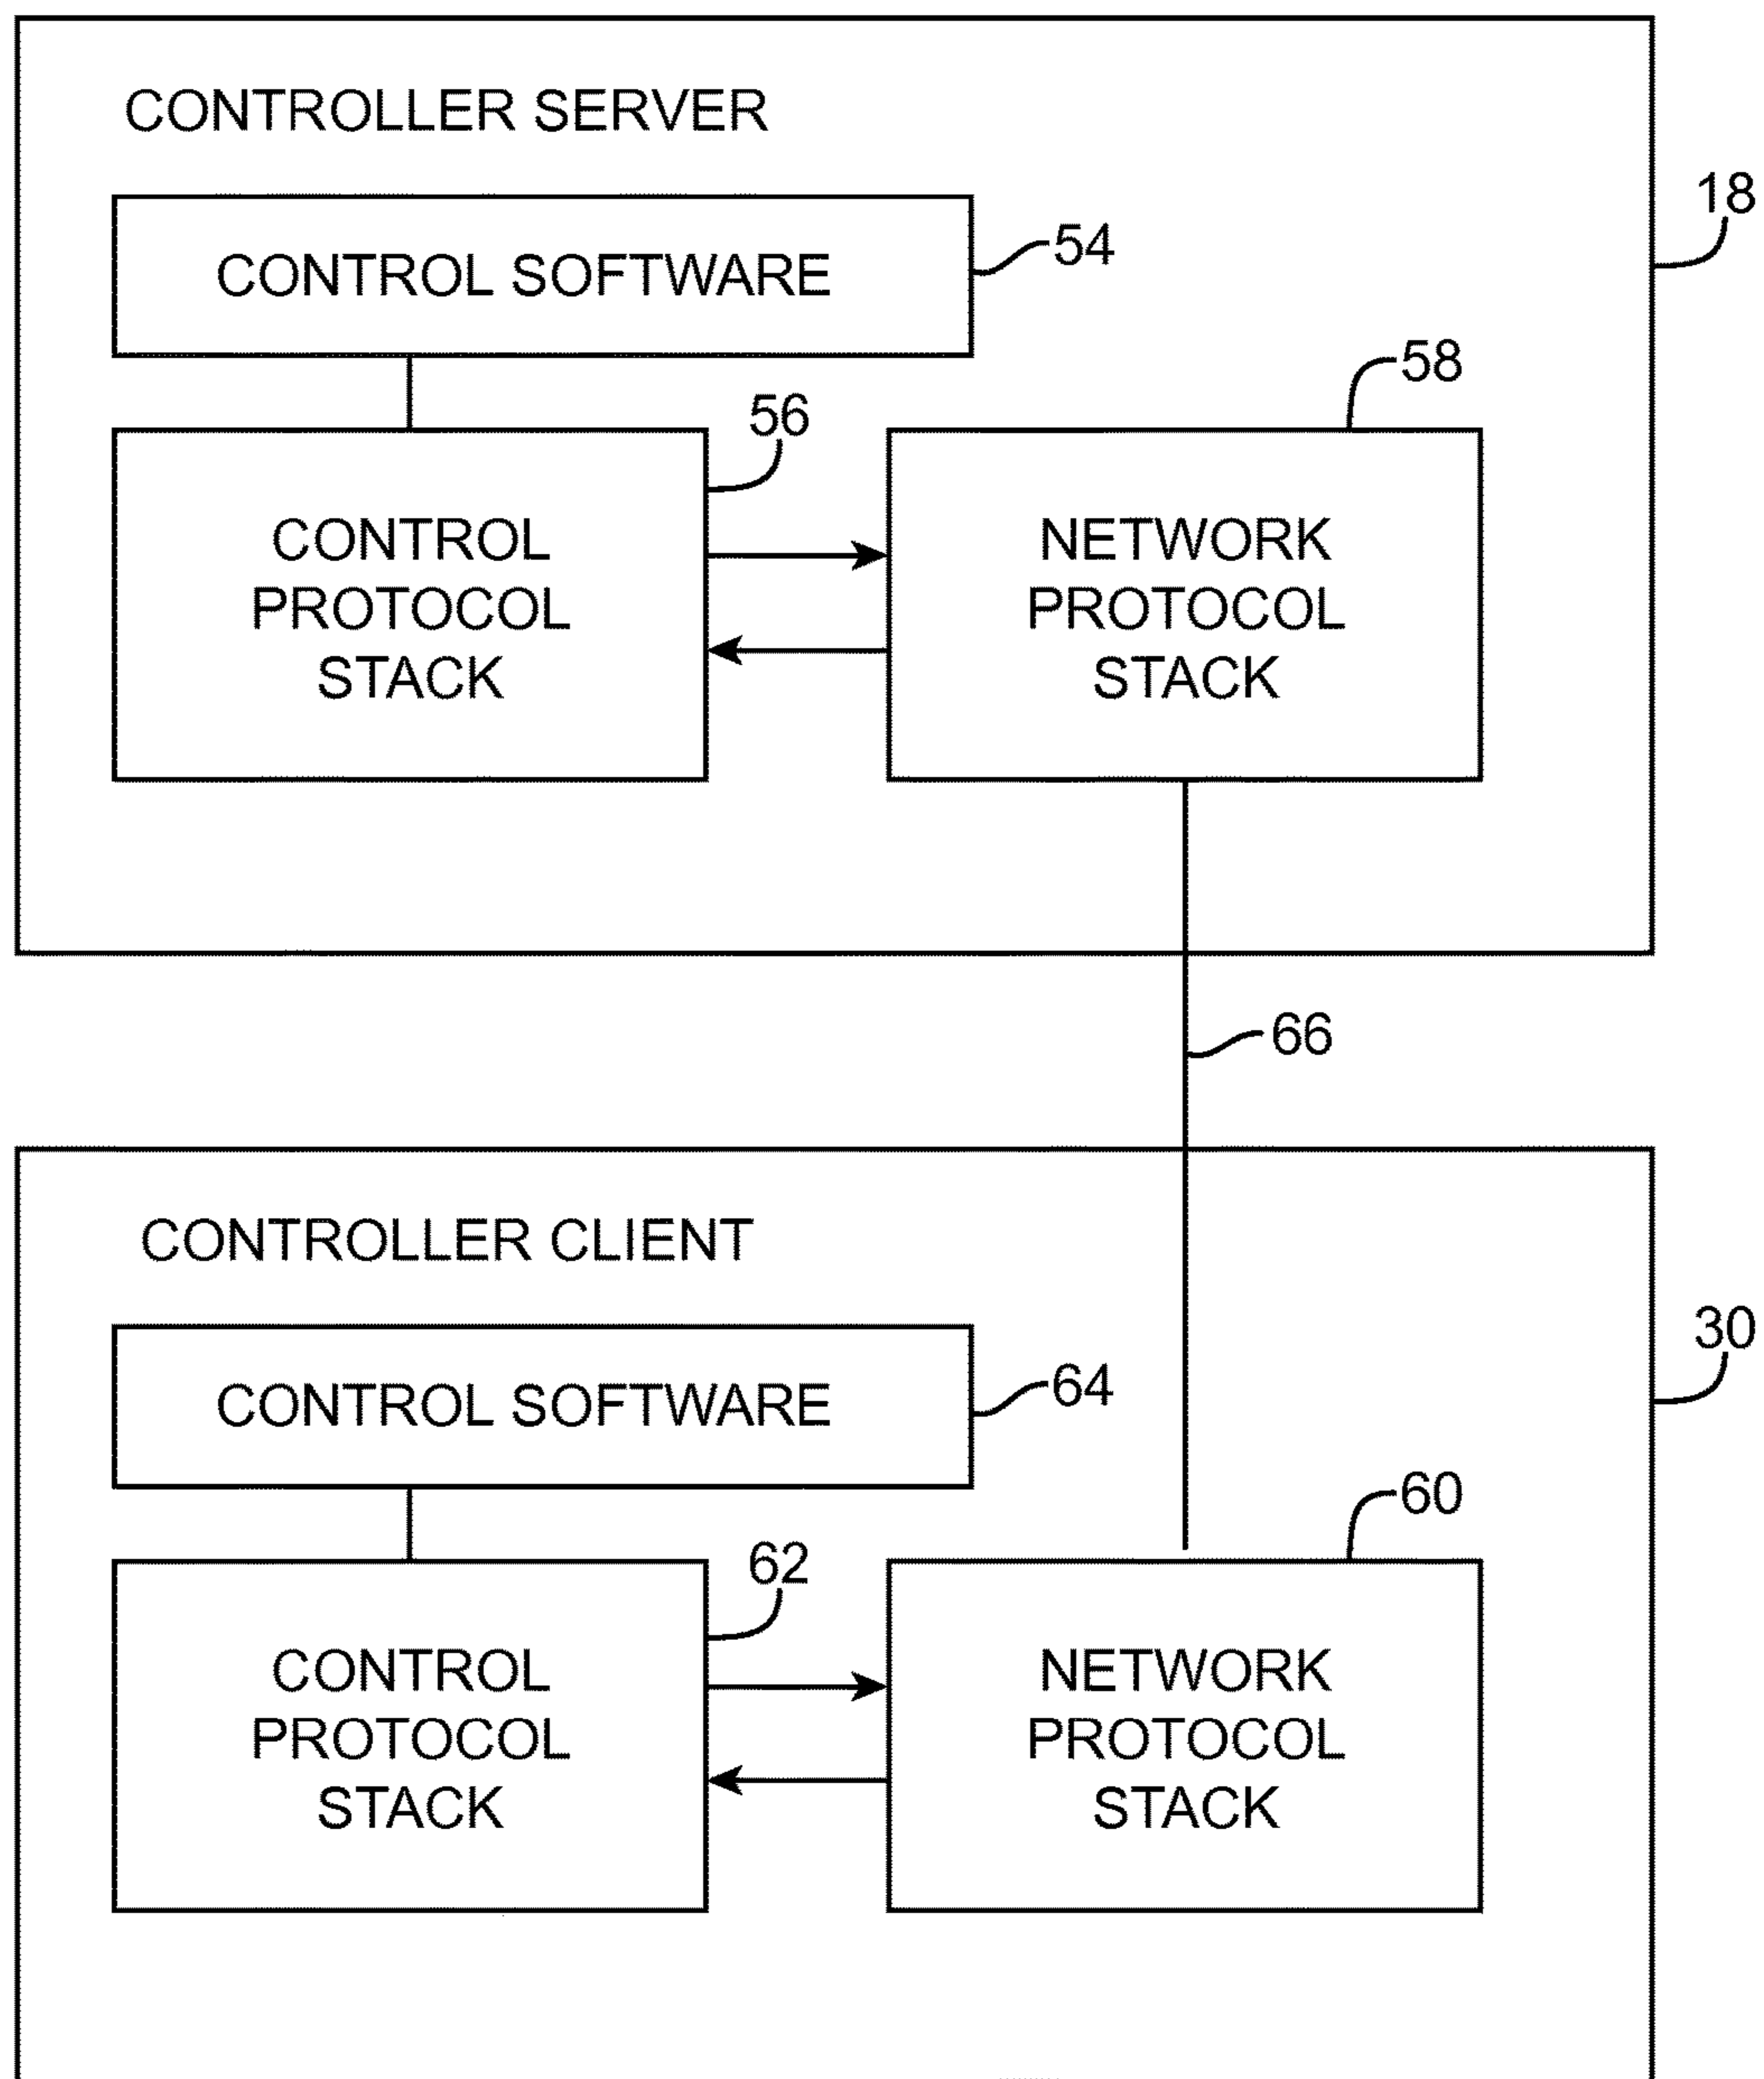 CONTROLLER SERVER
18
CONTROL SOFTWARE
54
58
56
CONTROL
PROTOCOL
STACK
NETWORK
PROTOCOL
STACK
66
CONTROLLER CLIENT
30
CONTROL SOFTWARE
64
60
62
CONTROL
PROTOCOL
STACK
NETWORK
PROTOCOL
STACK